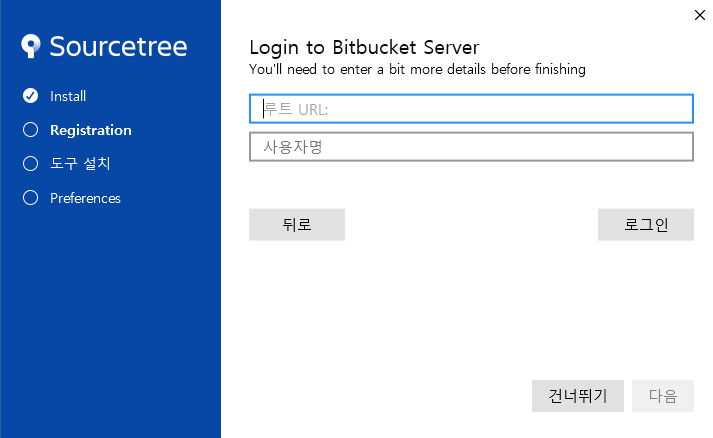 Sourcetree
Install
Registration
도구 설치
Preferences
Login to Bitbucket Server
You'll need to enter a bit more details before finishing
루트 URL:
사용자명
뒤로
로그인
건너뛰기
다음